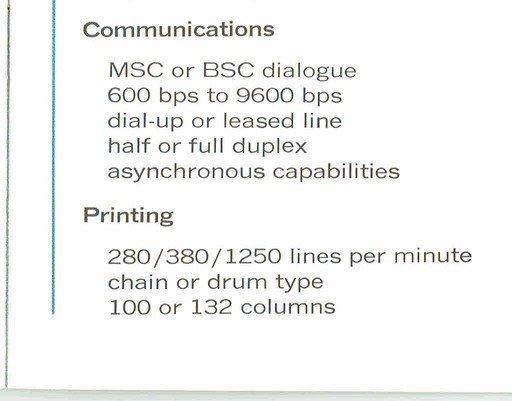 Communications
MSC or BSC dialogue
600 bps to 9600 bps
dial-up or leased line
half or full duplex
asynchronous capabilities
Printing
280/380/1250 lines per minute
chain or drum type
100 or 132 columns